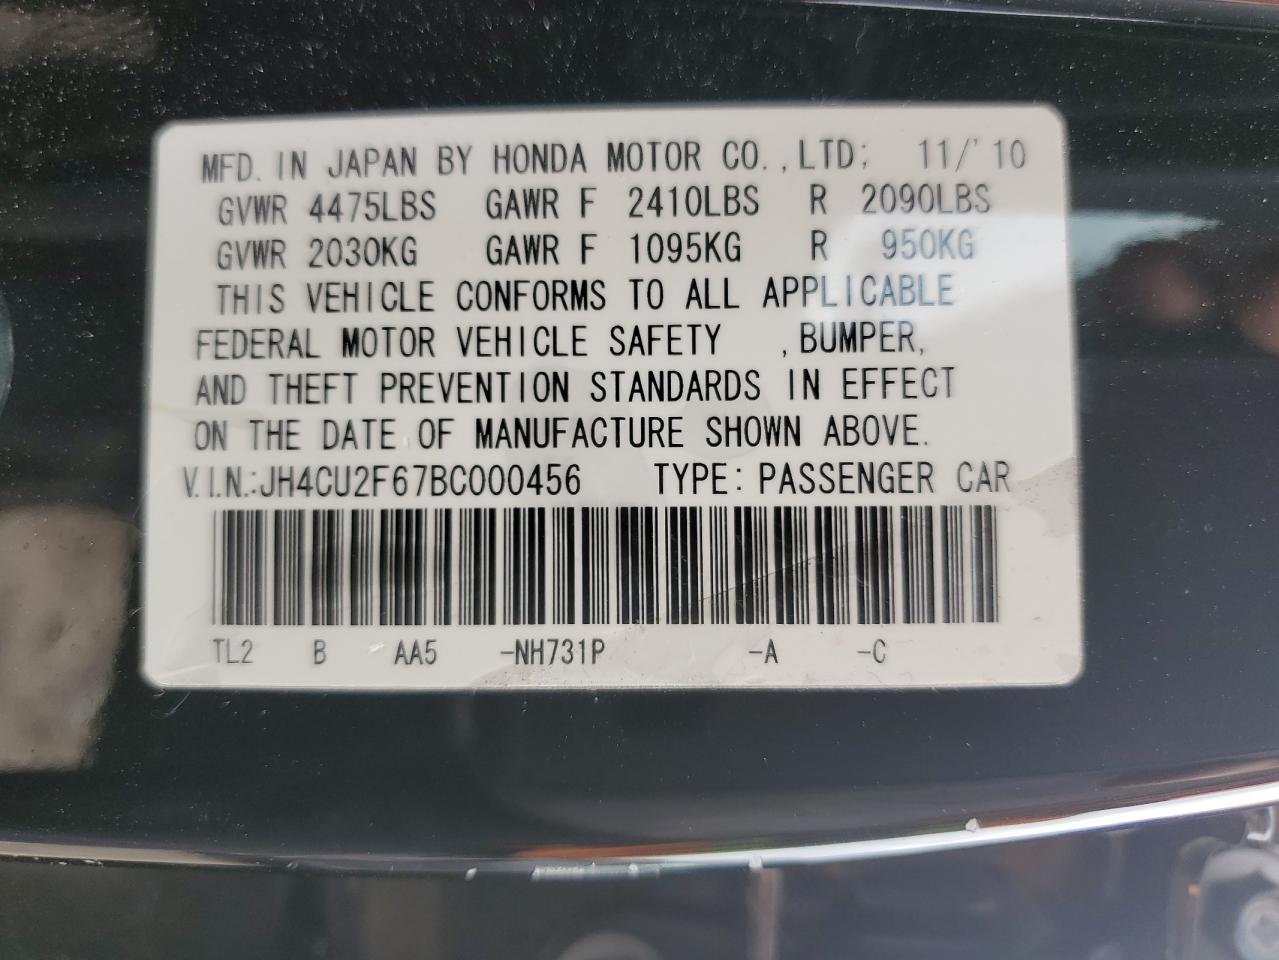 MFD. IN JAPAN BY HONDA MOTOR CO.,LTD; 11/'10
GVWR 4475LBS GAWR F 2410LBS R 2090LBS
GVWR 2030KG GAWR F 1095KG R 950KG
THIS VEHICLE CONFORMS TO ALL APPLICABLE
FEDERAL MOTOR VEHICLE SAFETY , BUMPER,
AND THEFT PREVENTION STANDARDS IN EFFECT
ON THE DATE OF MANUFACTURE SHOWN ABOVE.
V.I.N.:JH4CU2F67BC000456 TYPE: PASSENGER CAR
TL2 B AA5 -NH731P -A -C